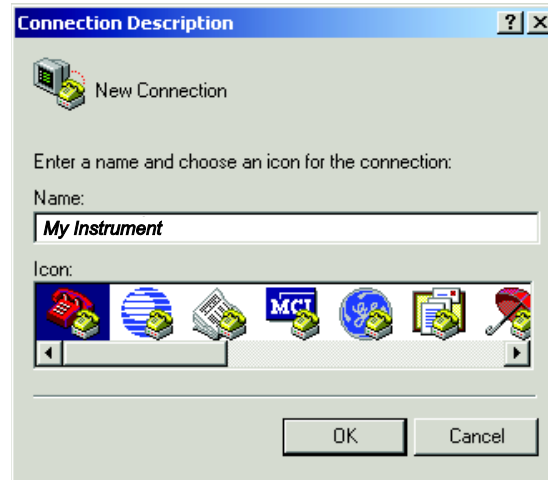 Connection Description
New Connection
Enter a name and choose an icon for the connection:
Name:
My Instrument
Icon:
MCI
OK Cancel